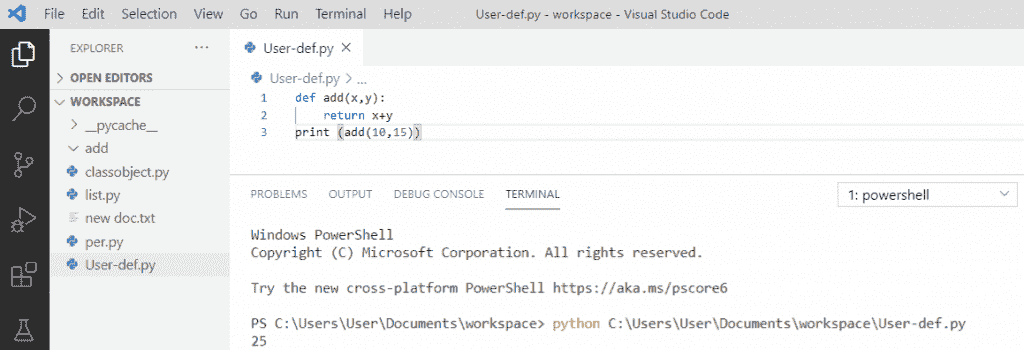 File Edit Selection View Go Run Terminal Help User-def.py - workspace - Visual Studio Code
EXPLORER ...
OPEN EDITORS
WORKSPACE
__pycache__
add
classobject.py
list.py
new doc.txt
per.py
User-def.py
User-def.py
User-def.py > ...
1 def add(x,y):
2 return x+y
3 print (add(10,15))
PROBLEMS OUTPUT DEBUG CONSOLE TERMINAL 1: powershell
Windows PowerShell
Copyright (C) Microsoft Corporation. All rights reserved.
Try the new cross-platform PowerShell https://aka.ms/pscore6
PS C:\Users\User\Documents\workspace> python C:\Users\User\Documents\workspace\User-def.py
25